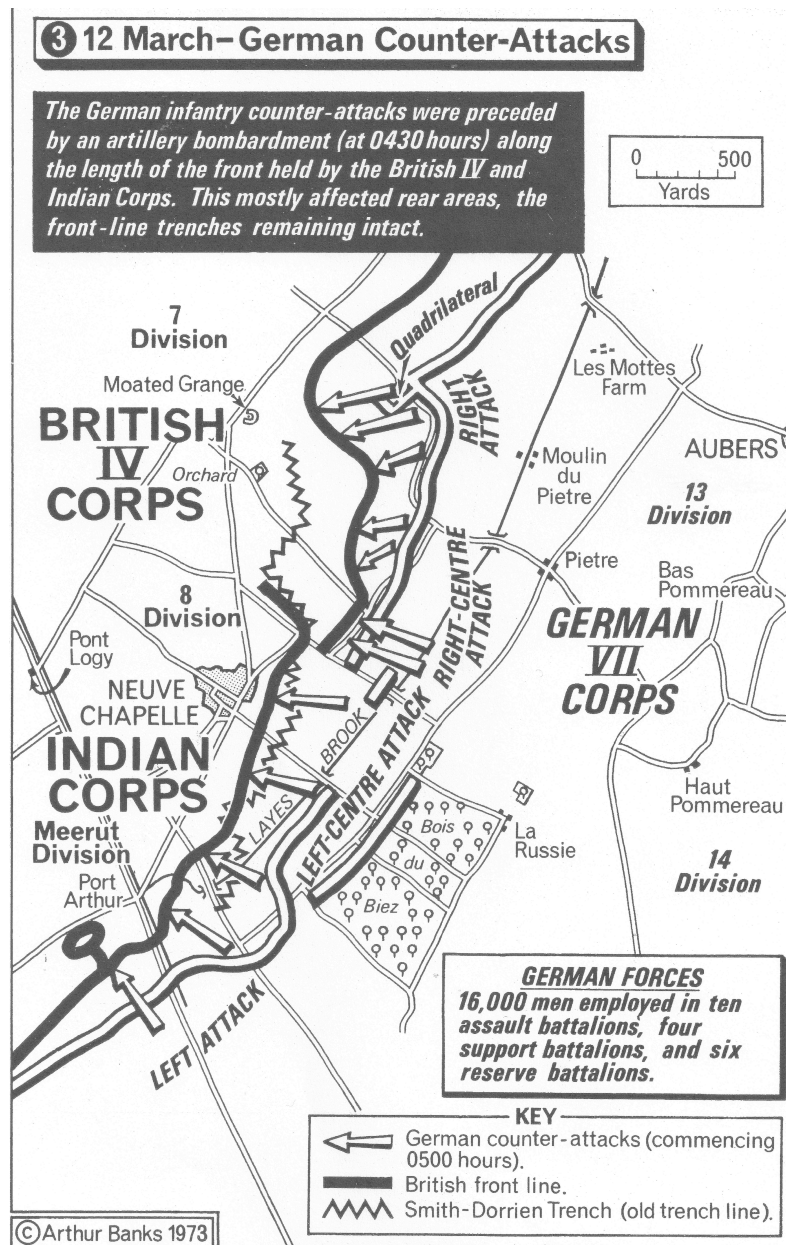 3 12 March–German Counter-Attacks
The German infantry counter-attacks were preceded
by an artillery bombardment (at 0430 hours) along
the length of the front held by the British IV and
Indian Corps. This mostly affected rear areas, the
front-line trenches remaining intact.
0 500
Yards
7
Division
Quadrilateral
Moated Grange
Les Mottes
Farm
BRITISH
IV
CORPS
RIGHT
ATTACK
Orchard
AUBERS
Moulin
du
Pietre
13
Division
Pietre
8
Division
RIGHT-CENTRE
ATTACK
Bas
Pommereau
GERMAN
VII
CORPS
Pont
Logy
NEUVE
CHAPELLE
BROOK
INDIAN
CORPS
LAYES
LEFT-CENTRE ATTACK
Haut
Pommereau
Bois
du
Biez
La
Russie
Meerut
Division
14
Division
Port
Arthur
LEFT ATTACK
GERMAN FORCES
16,000 men employed in ten
assault battalions, four
support battalions, and six
reserve battalions.
KEY
German counter-attacks (commencing
0500 hours).
British front line.
Smith-Dorrien Trench (old trench line).
© Arthur Banks 1973